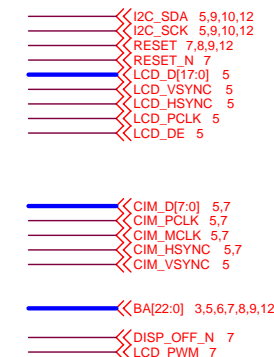 I2C_SDA 5,9,10,12
I2C_SCK 5,9,10,12
RESET 7,8,9,12
RESET_N 7
LCD_D[17:0] 5
LCD_VSYNC 5
LCD_HSYNC 5
LCD_PCLK 5
LCD_DE 5
CIM_D[7:0] 5,7
CIM_PCLK 5,7
CIM_MCLK 5,7
CIM_HSYNC 5,7
CIM_VSYNC 5
BA[22:0] 3,5,6,7,8,9,12
DISP_OFF_N 7
LCD_PWM 7